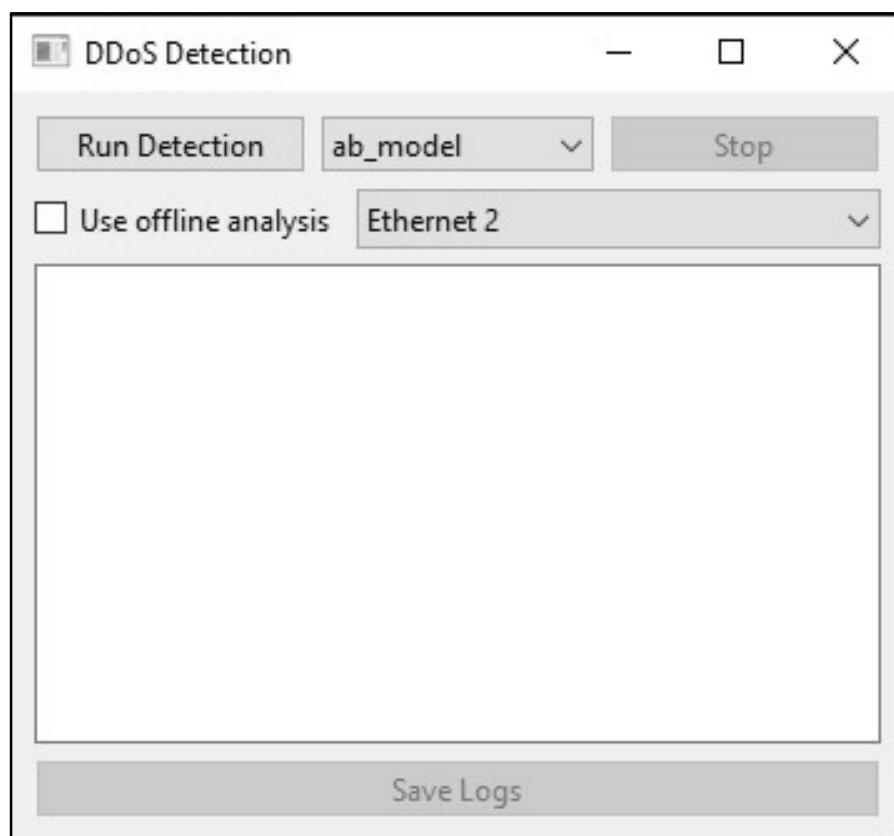 DDoS Detection
Run Detection ab_model Stop
Use offline analysis Ethernet 2
Save Logs